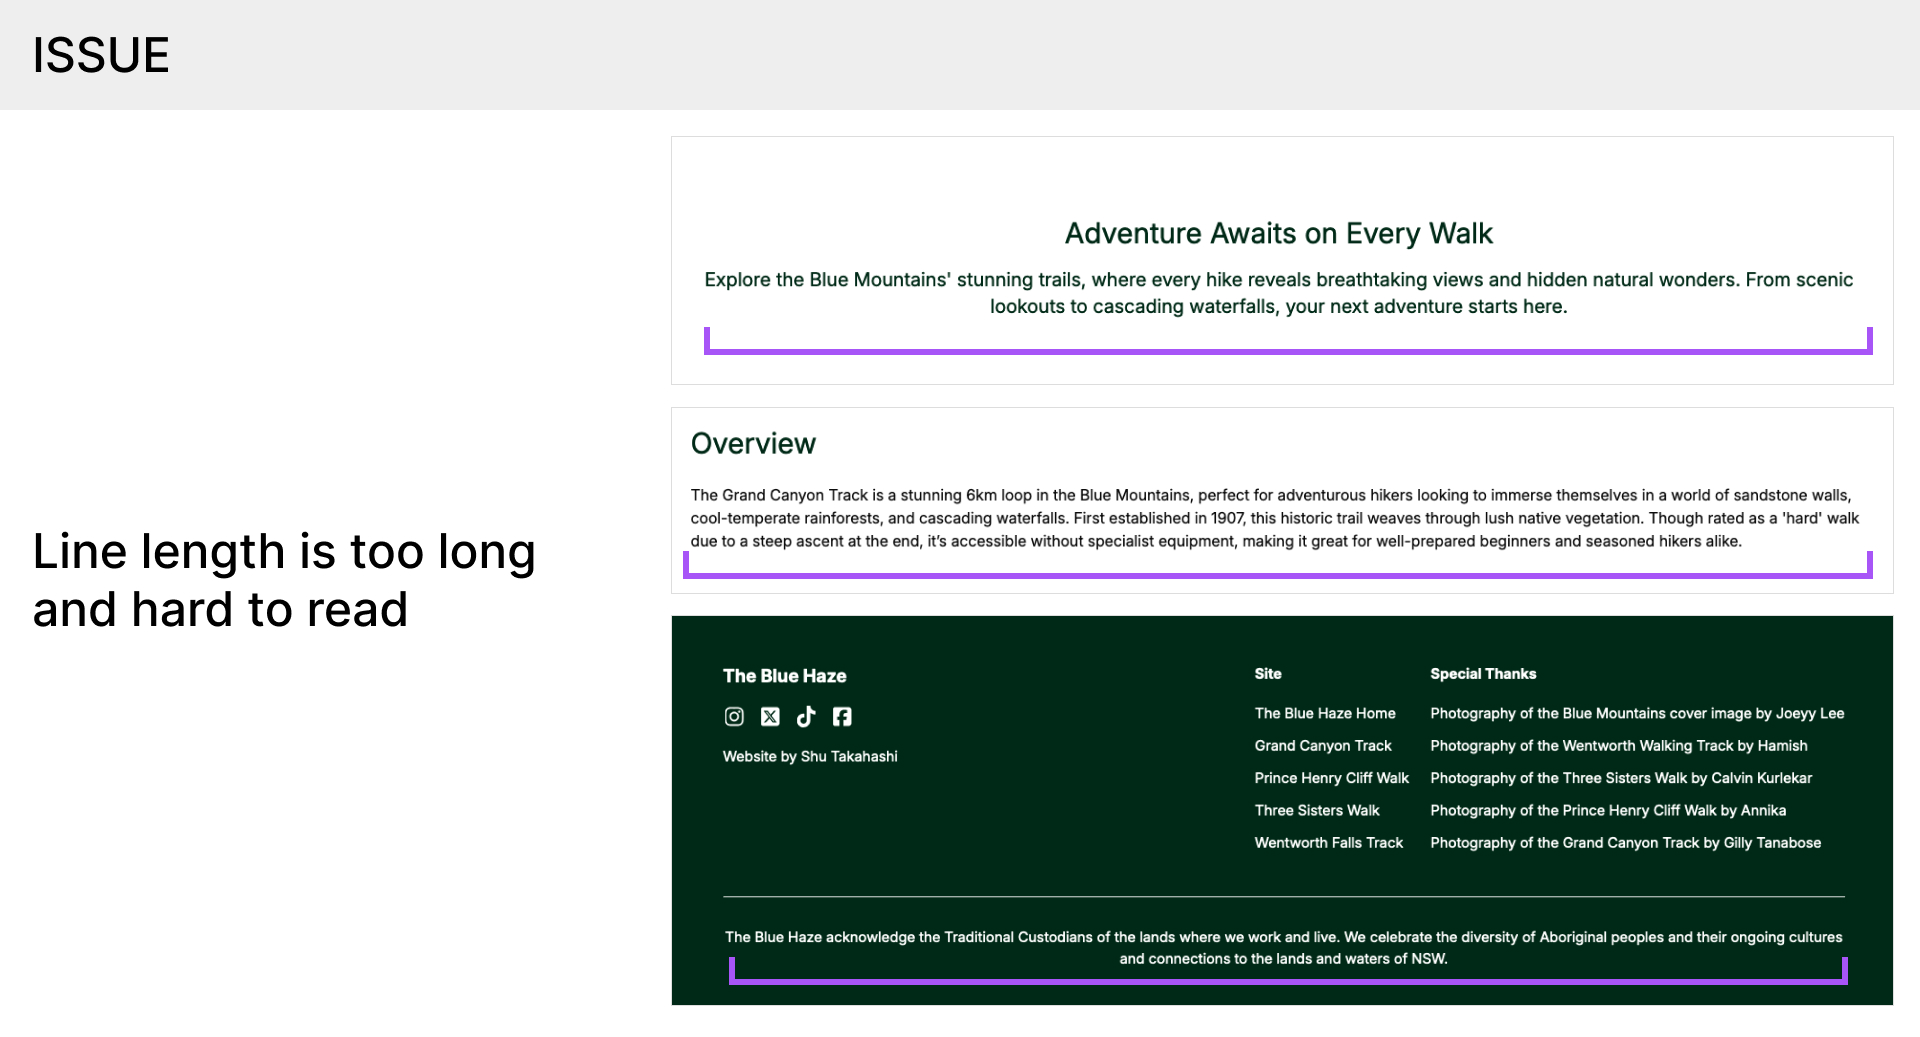 ISSUE
Line length is too long
and hard to read
Adventure Awaits on Every Walk
Explore the Blue Mountains' stunning trails, where every hike reveals breathtaking views and hidden natural wonders. From scenic
lookouts to cascading waterfalls, your next adventure starts here.
Overview
The Grand Canyon Track is a stunning 6km loop in the Blue Mountains, perfect for adventurous hikers looking to immerse themselves in a world of sandstone walls,
cool-temperate rainforests, and cascading waterfalls. First established in 1907, this historic trail weaves through lush native vegetation. Though rated as a 'hard' walk
due to a steep ascent at the end, it’s accessible without specialist equipment, making it great for well-prepared beginners and seasoned hikers alike.
The Blue Haze
Website by Shu Takahashi
Site
The Blue Haze Home
Grand Canyon Track
Prince Henry Cliff Walk
Three Sisters Walk
Wentworth Falls Track
Special Thanks
Photography of the Blue Mountains cover image by Joeyy Lee
Photography of the Wentworth Walking Track by Hamish
Photography of the Three Sisters Walk by Calvin Kurlekar
Photography of the Prince Henry Cliff Walk by Annika
Photography of the Grand Canyon Track by Gilly Tanabose
The Blue Haze acknowledge the Traditional Custodians of the lands where we work and live. We celebrate the diversity of Aboriginal peoples and their ongoing cultures
and connections to the lands and waters of NSW.